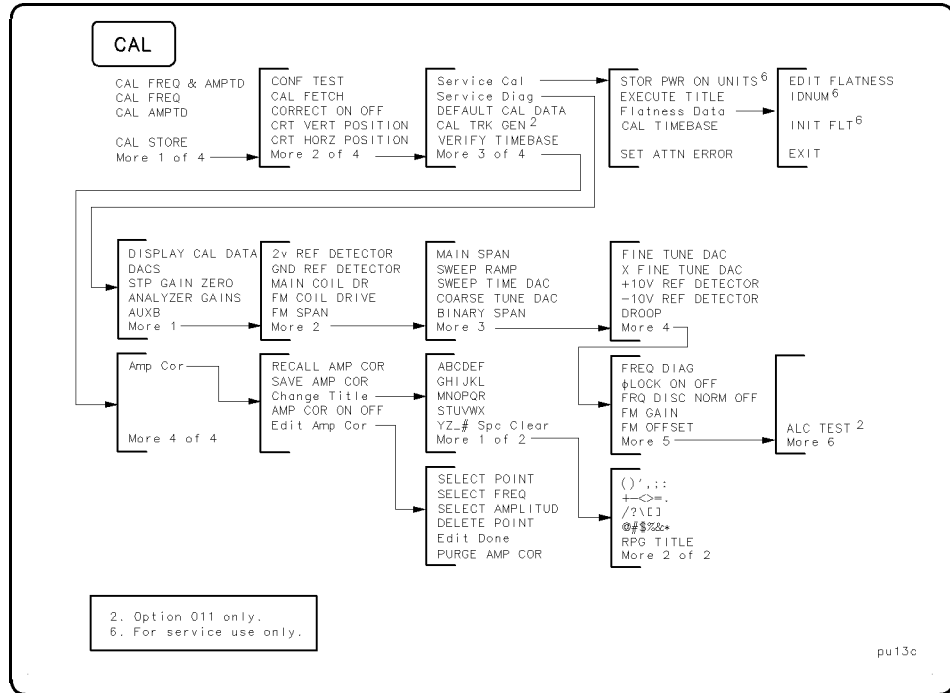 CAL
CAL FREQ & AMPTD
CAL FREQ
CAL AMPTD
CAL STORE
More 1 of 4
CONF TEST
CAL FETCH
CORRECT ON OFF
CRT VERT POSITION
CRT HORZ POSITION
More 2 of 4
Service Cal
Service Diag
DEFAULT CAL DATA
CAL TRK GEN 2
VERIFY TIMEBASE
More 3 of 4
STOR PWR ON UNITS 6
EXECUTE TITLE
Flatness Data
CAL TIMEBASE
SET ATTN ERROR
EDIT FLATNESS
IDNUM 6
INIT FLT 6
EXIT
DISPLAY CAL DATA
DACS
STP GAIN ZERO
ANALYZER GAINS
AUXB
More 1
2v REF DETECTOR
GND REF DETECTOR
MAIN COIL DR
FM COIL DRIVE
FM SPAN
More 2
MAIN SPAN
SWEEP RAMP
SWEEP TIME DAC
COARSE TUNE DAC
BINARY SPAN
More 3
FINE TUNE DAC
X FINE TUNE DAC
+10V REF DETECTOR
-10V REF DETECTOR
DROOP
More 4
Amp Cor
More 4 of 4
RECALL AMP COR
SAVE AMP COR
Change Title
AMP COR ON OFF
Edit Amp Cor
ABCDEF
GHIJKL
MNOPQR
STUVWX
YZ_# Spc Clear
More 1 of 2
FREQ DIAG
ϕLOCK ON OFF
FRQ DISC NORM OFF
FM GAIN
FM OFFSET
More 5
ALC TEST 2
More 6
SELECT POINT
SELECT FREQ
SELECT AMPLITUD
DELETE POINT
Edit Done
PURGE AMP COR
()',;:
+-<>=.
/?\[]
@#$%&*
RPG TITLE
More 2 of 2
2. Option 011 only.
6. For service use only.
pu13c